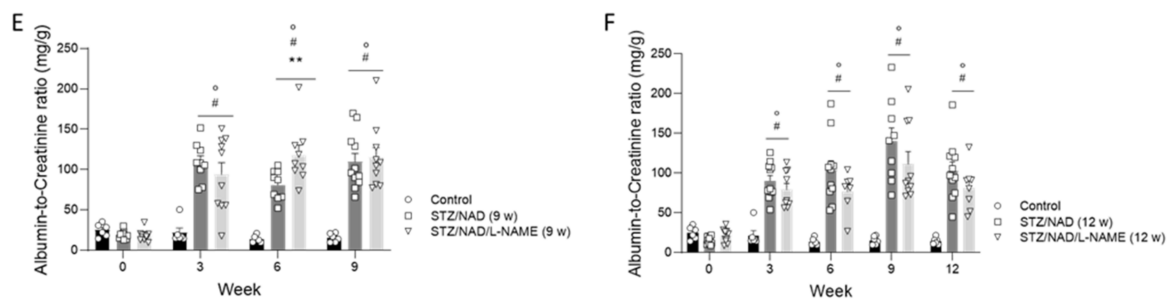 E
Albumin-to-Creatinine ratio (mg/g)
250
200
150
100
50
0
°
#
°
#
**
°
#
0 3 6 9
Week
Control
STZ/NAD (9 w)
STZ/NAD/L-NAME (9 w)
F
Albumin-to-Creatinine ratio (mg/g)
250
200
150
100
50
0
°
#
°
#
°
#
°
#
0 3 6 9 12
Week
Control
STZ/NAD (12 w)
STZ/NAD/L-NAME (12 w)